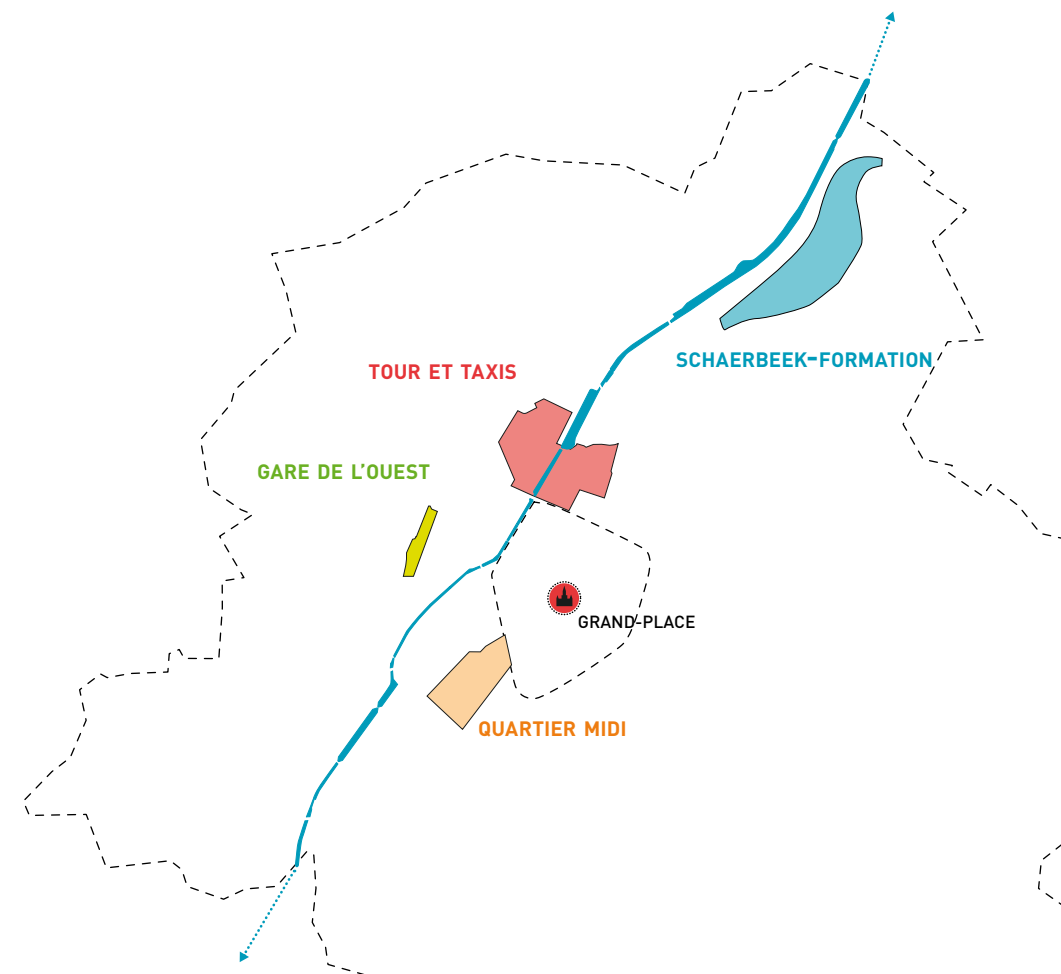 TOUR ET TAXIS
SCHAERBEEK-FORMATION
GARE DE L'OUEST
GRAND-PLACE
QUARTIER MIDI